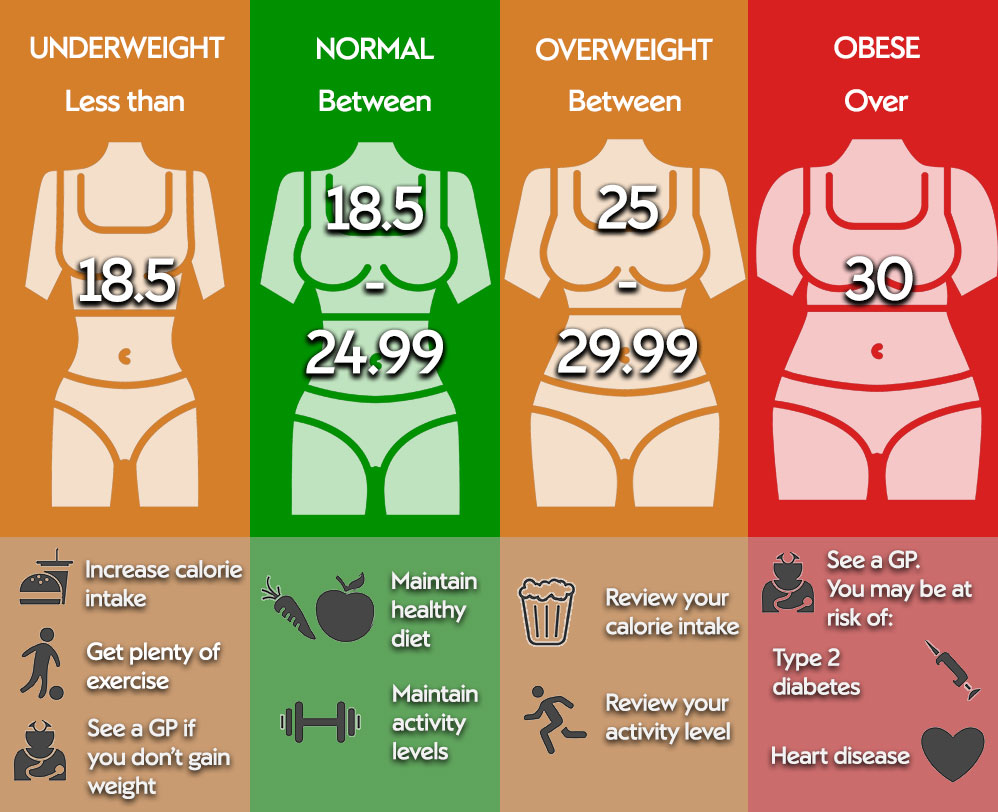 UNDERWEIGHT
Less than
18.5
Increase calorie
intake
Get plenty of
exercise
See a GP if
you don't gain
weight
NORMAL
Between
18.5
-
24.99
Maintain
healthy
diet
Maintain
activity
levels
OVERWEIGHT
Between
25
-
29.99
Review your
calorie intake
Review your
activity level
OBESE
Over
30
See a GP.
You may be at
risk of:
Type 2
diabetes
Heart disease